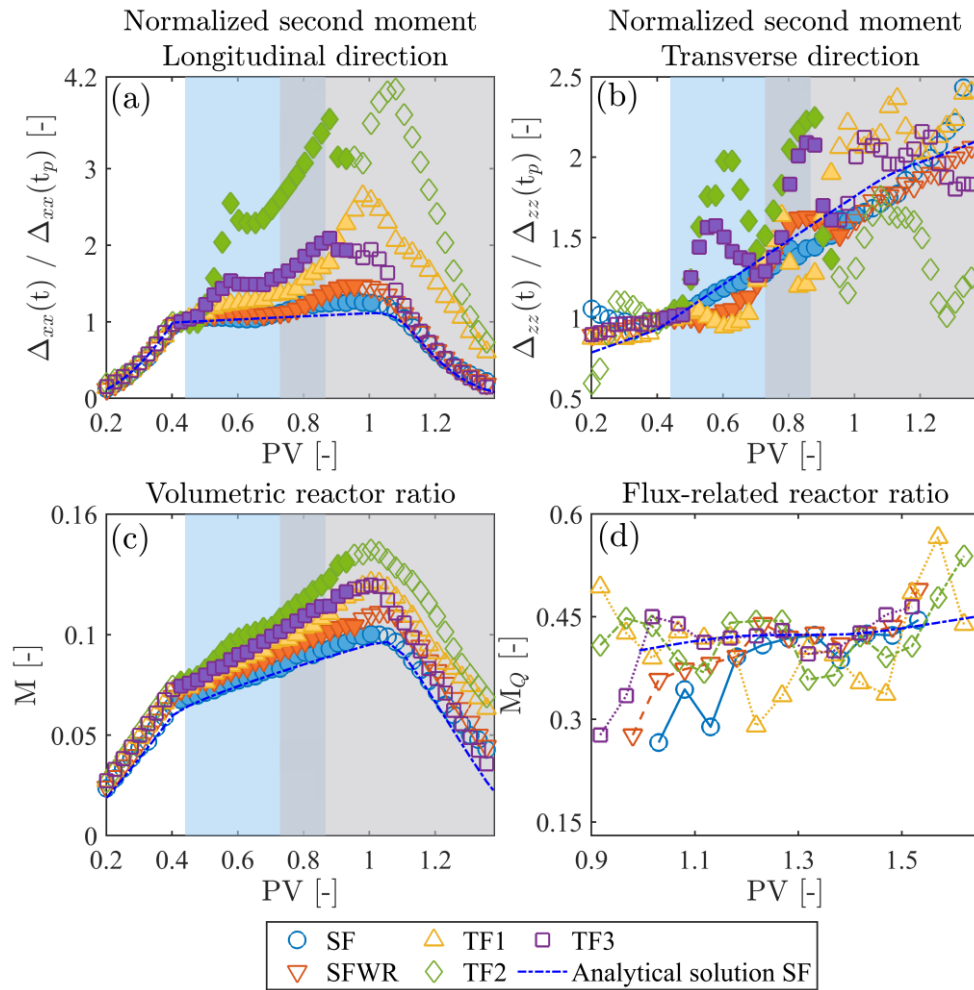 Normalized second moment
Longitudinal direction
Normalized second moment
Transverse direction
(a)
4.2
3
2
1
0
Δxx(t) / Δxx(tp) [-]
0.2 0.4 0.6 0.8 1 1.2
PV [-]
(b)
2.5
2
1.5
1
0.5
Δzz(t) / Δzz(tp) [-]
0.2 0.4 0.6 0.8 1 1.2
PV [-]
Volumetric reactor ratio
(c)
0.16
0.1
0.05
0
M [-]
0.2 0.4 0.6 0.8 1 1.2
PV [-]
Flux-related reactor ratio
(d)
0.6
0.45
0.3
0.15
MQ [-]
0.9 1.1 1.3 1.5
PV [-]
SF TF1 TF3
SFWR TF2 Analytical solution SF